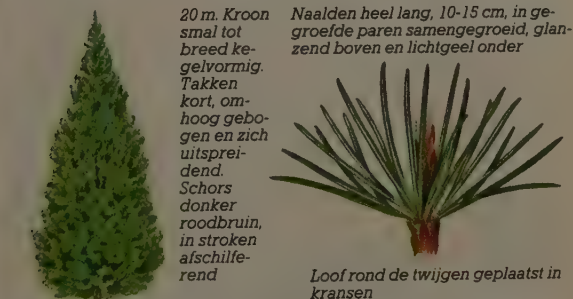 20 m. Kroon
smal tot
breed ke-
gelvormig.
Takken
kort, om-
hoog gebo-
gen en zich
uitsprei-
dend.
Schors
donker
roodbruin,
in stroken
afschilfe-
rend
Naalden heel lang, 10-15 cm, in ge-
groefde paren samengegroeid, glan-
zend boven en lichtgeel onder
Loof rond de twijgen geplaatst in
kransen